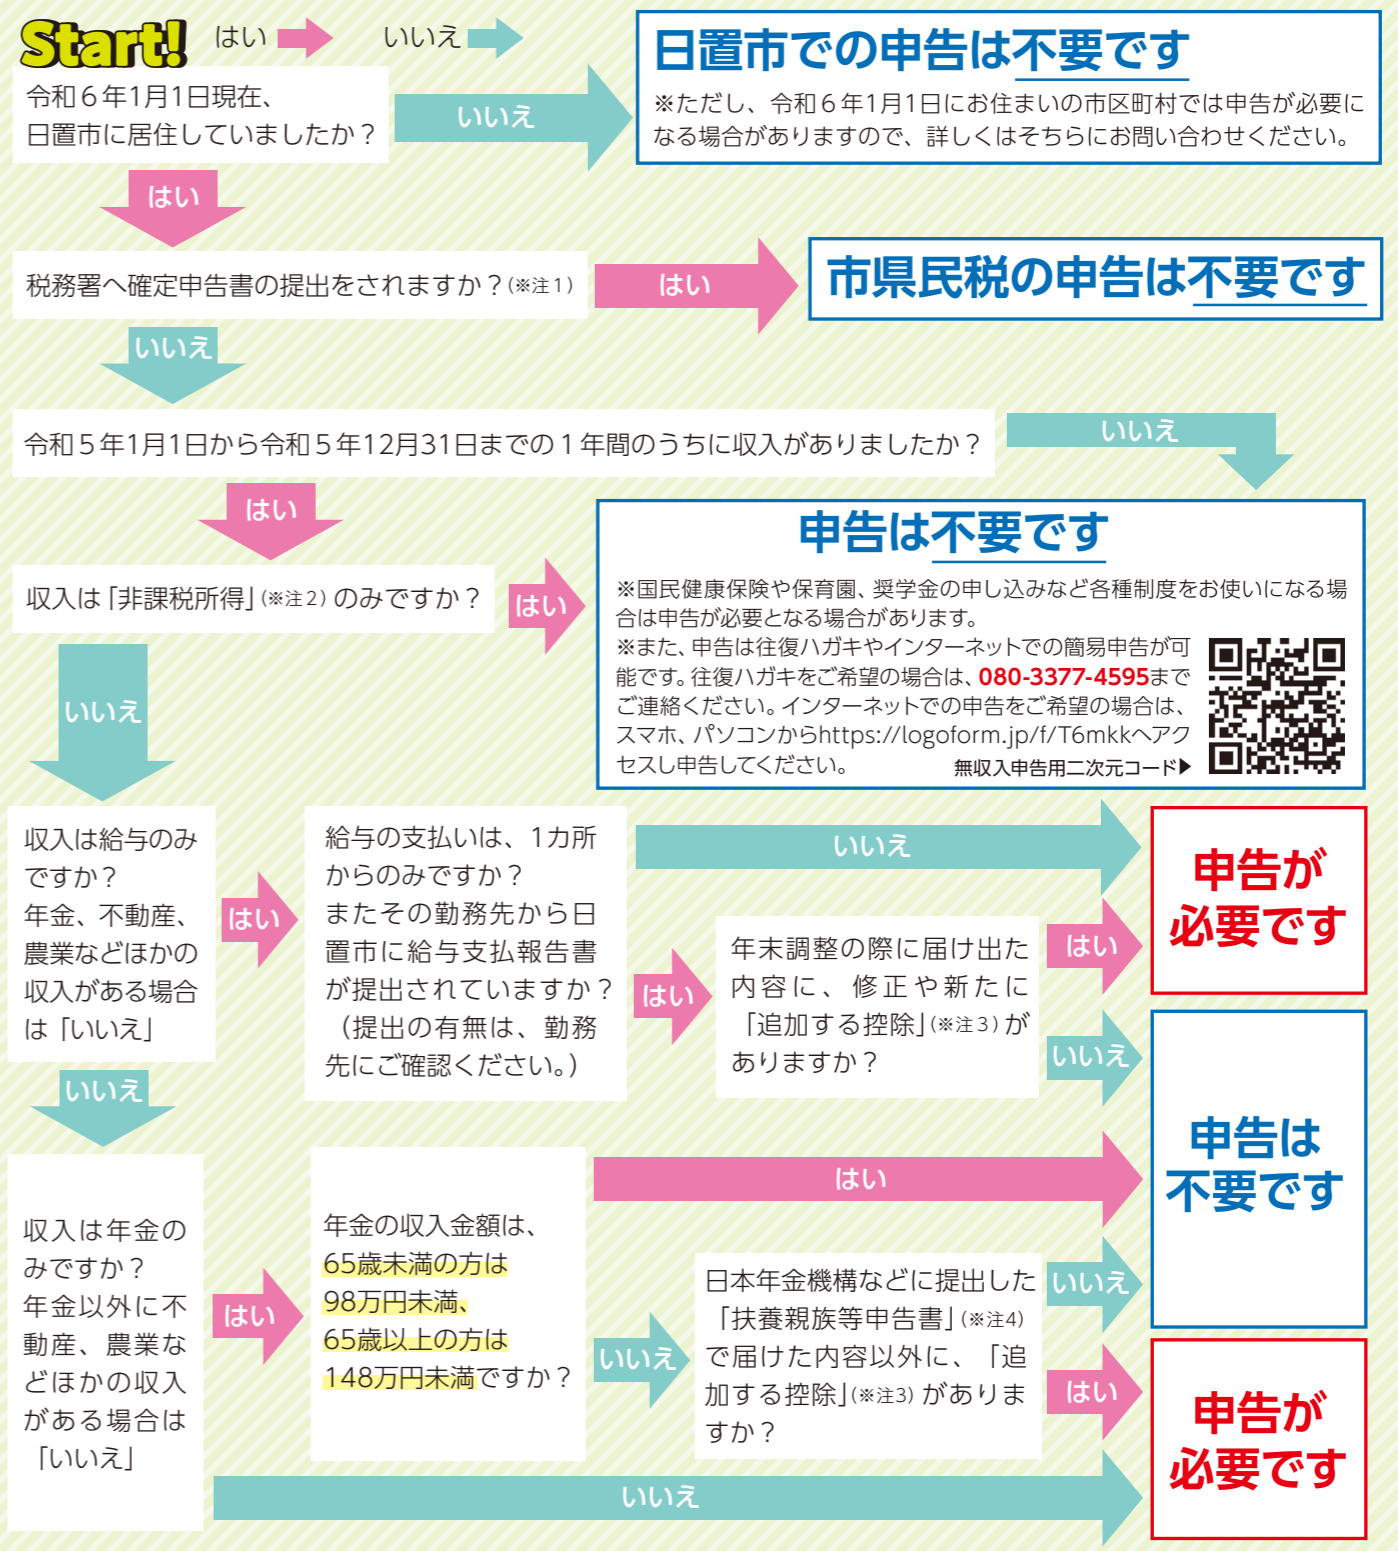 Start!
はい
いいえ
令和６年1月1日現在、
日置市に居住していましたか？
いいえ
日置市での申告は不要です
※ただし、令和６年1月1日にお住まいの市区町村では申告が必要に
なる場合がありますので、詳しくはそちらにお問い合わせください。
はい
税務署へ確定申告書の提出をされますか？(※注１)
はい
市県民税の申告は不要です
いいえ
令和５年1月1日から令和５年12月31日までの１年間のうちに収入がありましたか？
いいえ
はい
収入は「非課税所得」(※注２)のみですか？
はい
申告は不要です
※国民健康保険や保育園、奨学金の申し込みなど各種制度をお使いになる場
合は申告が必要となる場合があります。
※また、申告は往復ハガキやインターネットでの簡易申告が可
能です。往復ハガキをご希望の場合は、080-3377-4595まで
ご連絡ください。インターネットでの申告をご希望の場合は、
スマホ、パソコンからhttps://logoform.jp/f/T6mkkへアク
セスし申告してください。
無収入申告用二次元コード▶
いいえ
収入は給与のみ
ですか？
年金、不動産、
農業などほかの
収入がある場合
は「いいえ」
はい
給与の支払いは、1カ所
からのみですか？
またその勤務先から日
置市に給与支払報告書
が提出されていますか？
（提出の有無は、勤務
先にご確認ください。）
いいえ
はい
年末調整の際に届け出た
内容に、修正や新たに
「追加する控除」(※注３)が
ありますか？
はい
いいえ
申告が
必要です
いいえ
申告は
不要です
収入は年金の
みですか？
年金以外に不
動産、農業な
どほかの収入
がある場合は
「いいえ」
はい
年金の収入金額は、
65歳未満の方は
98万円未満、
65歳以上の方は
148万円未満ですか？
はい
いいえ
日本年金機構などに提出した
「扶養親族等申告書」(※注4)
で届けた内容以外に、「追
加する控除」(※注3)がありま
すか？
いいえ
はい
申告が
必要です
いいえ